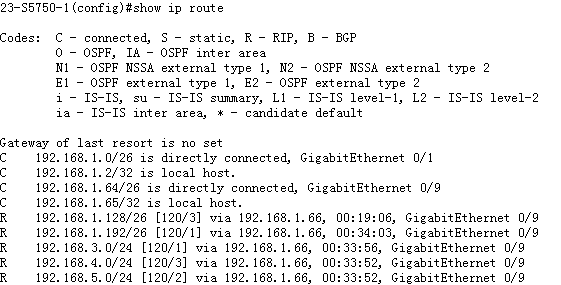 23-S5750-1(config)#show ip route
Codes:  C - connected, S - static, R - RIP, B - BGP
O - OSPF, IA - OSPF inter area
N1 - OSPF NSSA external type 1, N2 - OSPF NSSA external type 2
E1 - OSPF external type 1, E2 - OSPF external type 2
i - IS-IS, su - IS-IS summary, L1 - IS-IS level-1, L2 - IS-IS level-2
ia - IS-IS inter area, * - candidate default
Gateway of last resort is no set
C    192.168.1.0/26 is directly connected, GigabitEthernet 0/1
C    192.168.1.2/32 is local host.
C    192.168.1.64/26 is directly connected, GigabitEthernet 0/9
C    192.168.1.65/32 is local host.
R    192.168.1.128/26 [120/3] via 192.168.1.66, 00:19:06, GigabitEthernet 0/9
R    192.168.1.192/26 [120/1] via 192.168.1.66, 00:34:03, GigabitEthernet 0/9
R    192.168.3.0/24 [120/1] via 192.168.1.66, 00:33:56, GigabitEthernet 0/9
R    192.168.4.0/24 [120/3] via 192.168.1.66, 00:33:52, GigabitEthernet 0/9
R    192.168.5.0/24 [120/2] via 192.168.1.66, 00:33:52, GigabitEthernet 0/9